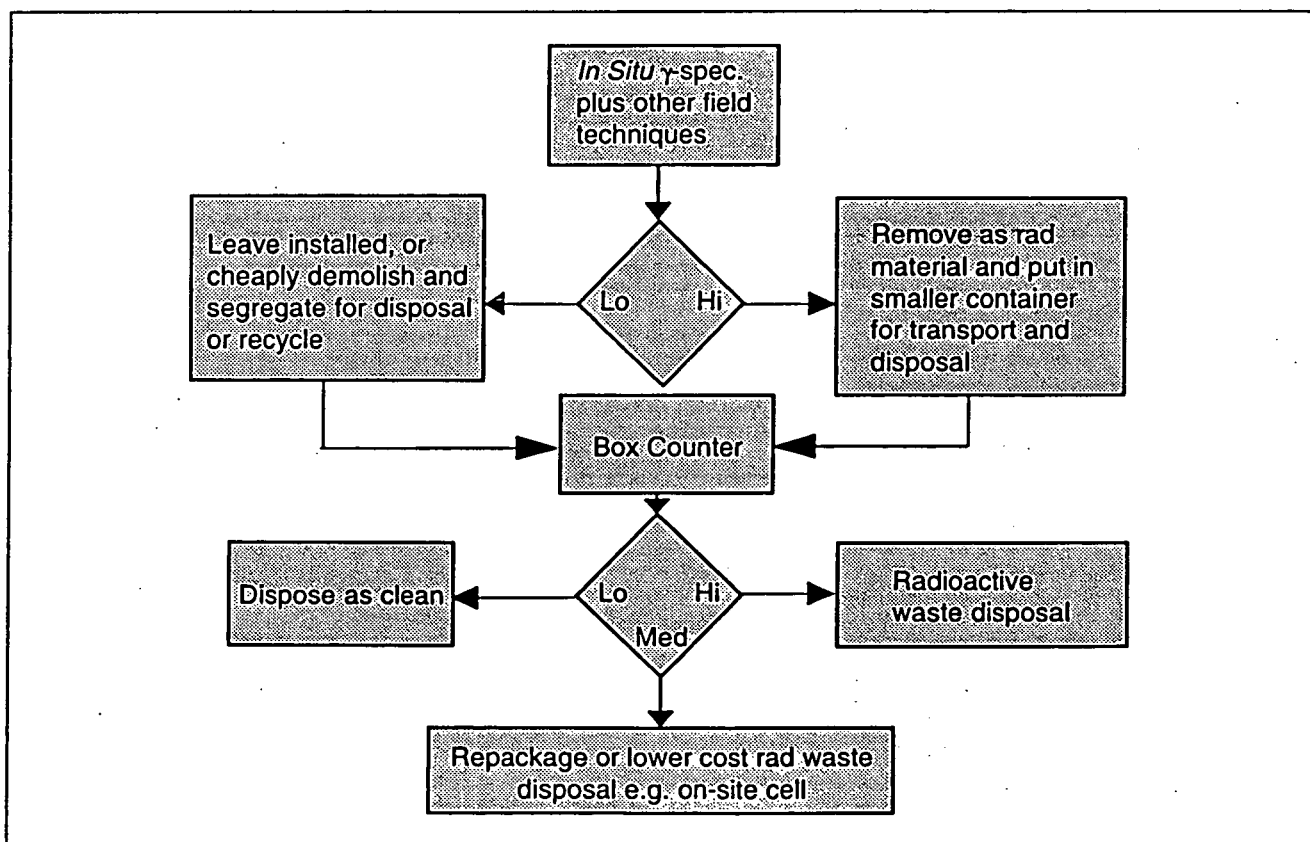 In Situ γ-spec.
plus other field
techniques
Leave installed, or
cheaply demolish and
segregate for disposal
or recycle
Lo
Hi
Remove as rad
material and put in
smaller container
for transport and
disposal
Box Counter
Dispose as clean
Lo
Hi
Med
Radioactive
waste disposal
Repackage or lower cost rad waste
disposal e.g. on-site cell